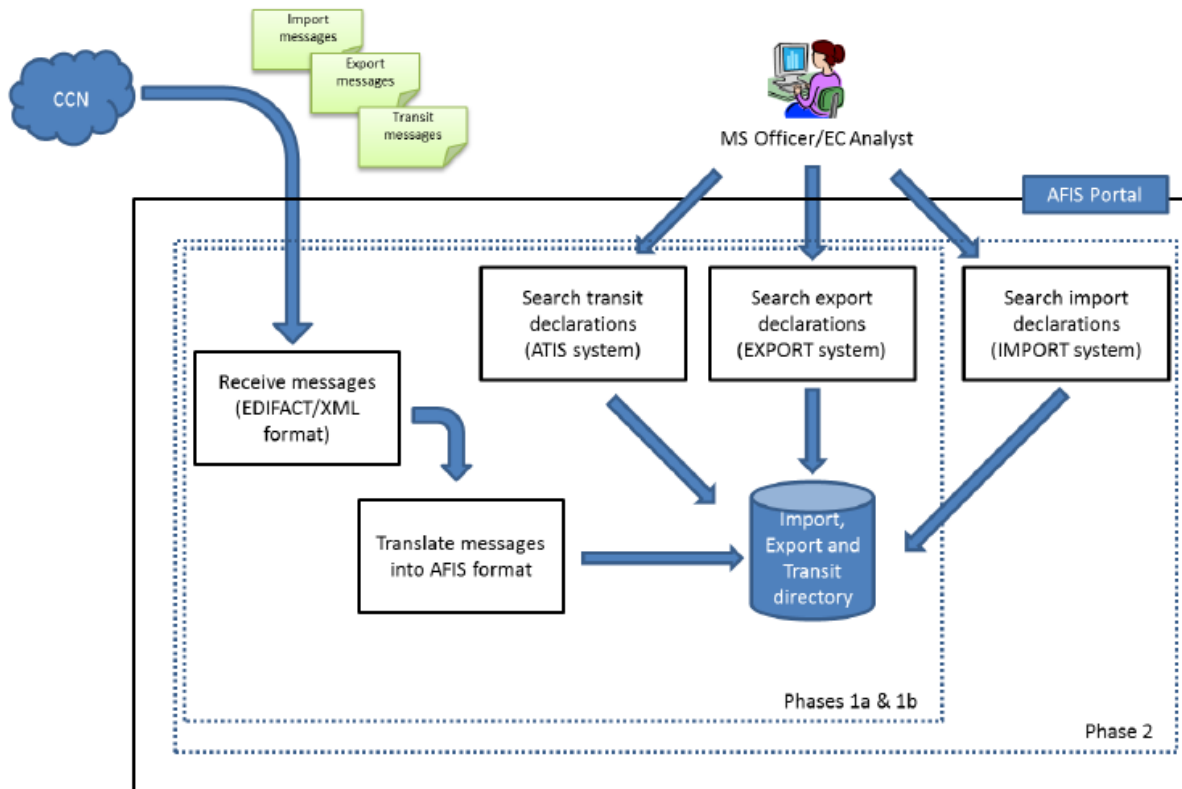 Import
messages
Export
messages
Transit
messages
CCN
MS Officer/EC Analyst
AFIS Portal
Search transit
declarations
(ATIS system)
Search export
declarations
(EXPORT system)
Search import
declarations
(IMPORT system)
Receive messages
(EDIFACT/XML
format)
Translate messages
into AFIS format
Import,
Export and
Transit
directory
Phases 1a & 1b
Phase 2